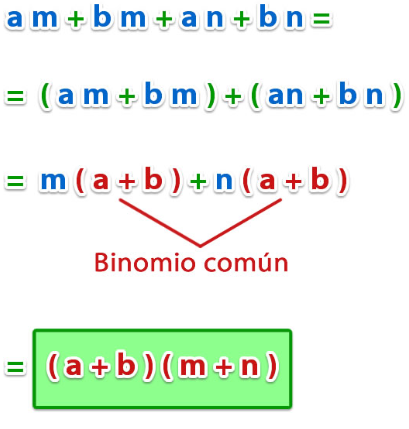 am+bm+an+bn=
= (am+bm)+(an+bn)
= m(a+b)+n(a+b)
Binomio común
= (a+b)(m+n)